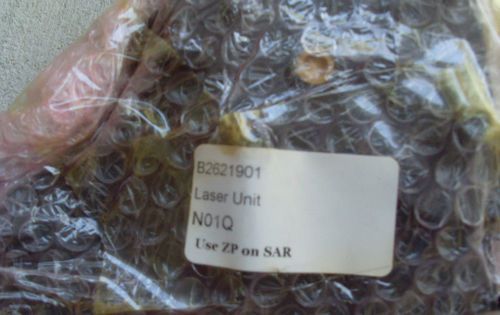 B2621901
Laser Unit
N01Q
Use ZP on SAR